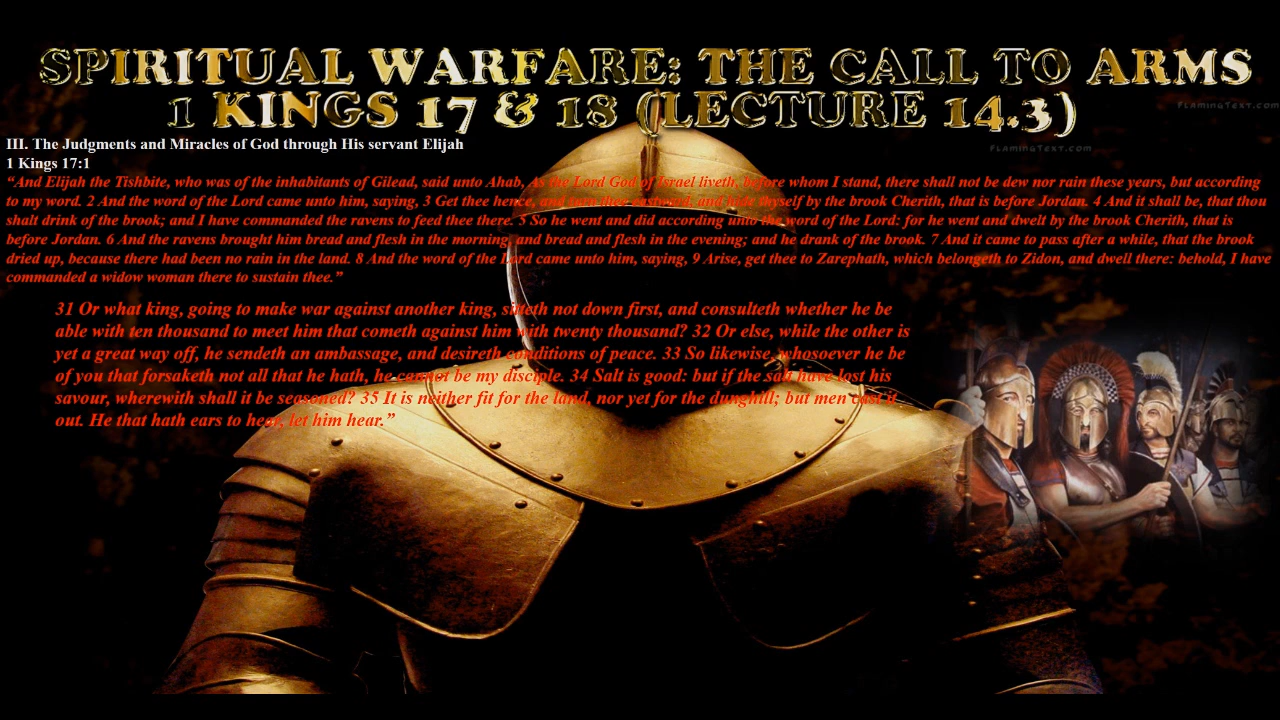 SPIRITUAL WARFARE: THE CALL TO ARMS
1 KINGS 17 & 18 (LECTURE 14.3)
FLAMINGTEXT.COM
FLAMINGTEXT.COM
III. The Judgments and Miracles of God through His servant Elijah
1 Kings 17:1
“And Elijah the Tishbite, who was of the inhabitants of Gilead, said unto Ahab, As the Lord God of Israel liveth, before whom I stand, there shall not be dew nor rain these years, but according
to my word. 2 And the word of the Lord came unto him, saying, 3 Get thee hence, and turn thee eastward, and hide thyself by the brook Cherith, that is before Jordan. 4 And it shall be, that thou
shalt drink of the brook; and I have commanded the ravens to feed thee there. 5 So he went and did according unto the word of the Lord: for he went and dwelt by the brook Cherith, that is
before Jordan. 6 And the ravens brought him bread and flesh in the morning, and bread and flesh in the evening; and he drank of the brook. 7 And it came to pass after a while, that the brook
dried up, because there had been no rain in the land. 8 And the word of the Lord came unto him, saying, 9 Arise, get thee to Zarephath, which belongeth to Zidon, and dwell there: behold, I have
commanded a widow woman there to sustain thee.”
31 Or what king, going to make war against another king, sitteth not down first, and consulteth whether he be
able with ten thousand to meet him that cometh against him with twenty thousand? 32 Or else, while the other is
yet a great way off, he sendeth an ambassage, and desireth conditions of peace. 33 So likewise, whosoever he be
of you that forsaketh not all that he hath, he cannot be my disciple. 34 Salt is good: but if the salt have lost his
savour, wherewith shall it be seasoned? 35 It is neither fit for the land, nor yet for the dunghill; but men cast it
out. He that hath ears to hear, let him hear.”